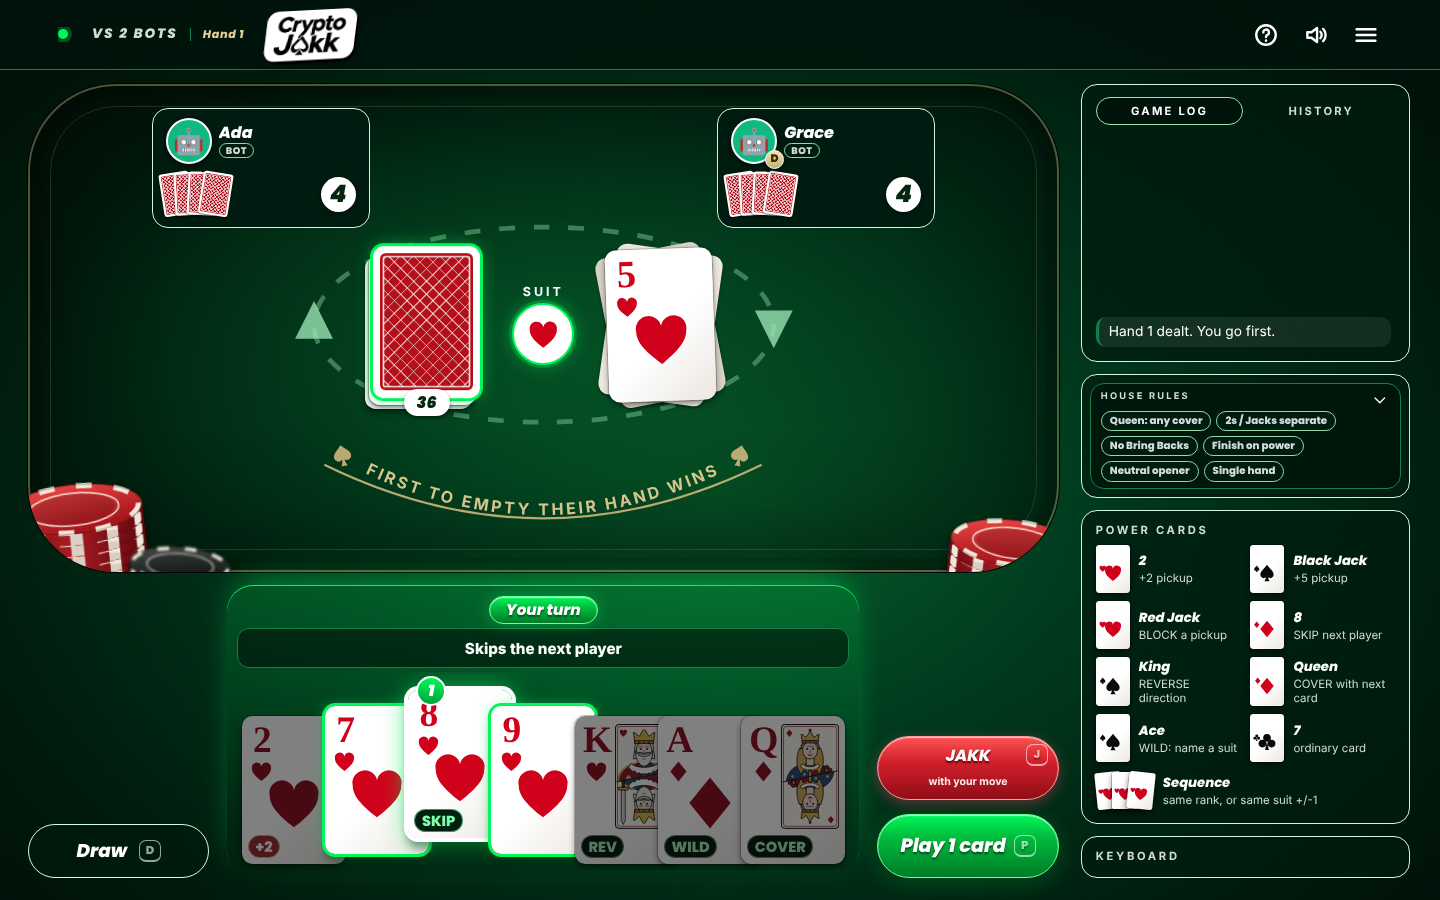 VS 2 BOTS
Hand 1
Crypto
Jakk
Ada
BOT
4
Grace
D
BOT
4
36
SUIT
5
FIRST TO EMPTY THEIR HAND WINS
Your turn
Skips the next player
2
+2
7
1
8
SKIP
9
K
REV
A
WILD
Q
COVER
Draw D
JAKK J
with your move
Play 1 card P
GAME LOG
HISTORY
Hand 1 dealt. You go first.
HOUSE RULES
Queen: any cover
2s / Jacks separate
No Bring Backs
Finish on power
Neutral opener
Single hand
POWER CARDS
2
+2 pickup
Black Jack
+5 pickup
Red Jack
BLOCK a pickup
8
SKIP next player
King
REVERSE
direction
Queen
COVER with next
card
Ace
WILD: name a suit
7
ordinary card
Sequence
same rank, or same suit +/-1
KEYBOARD